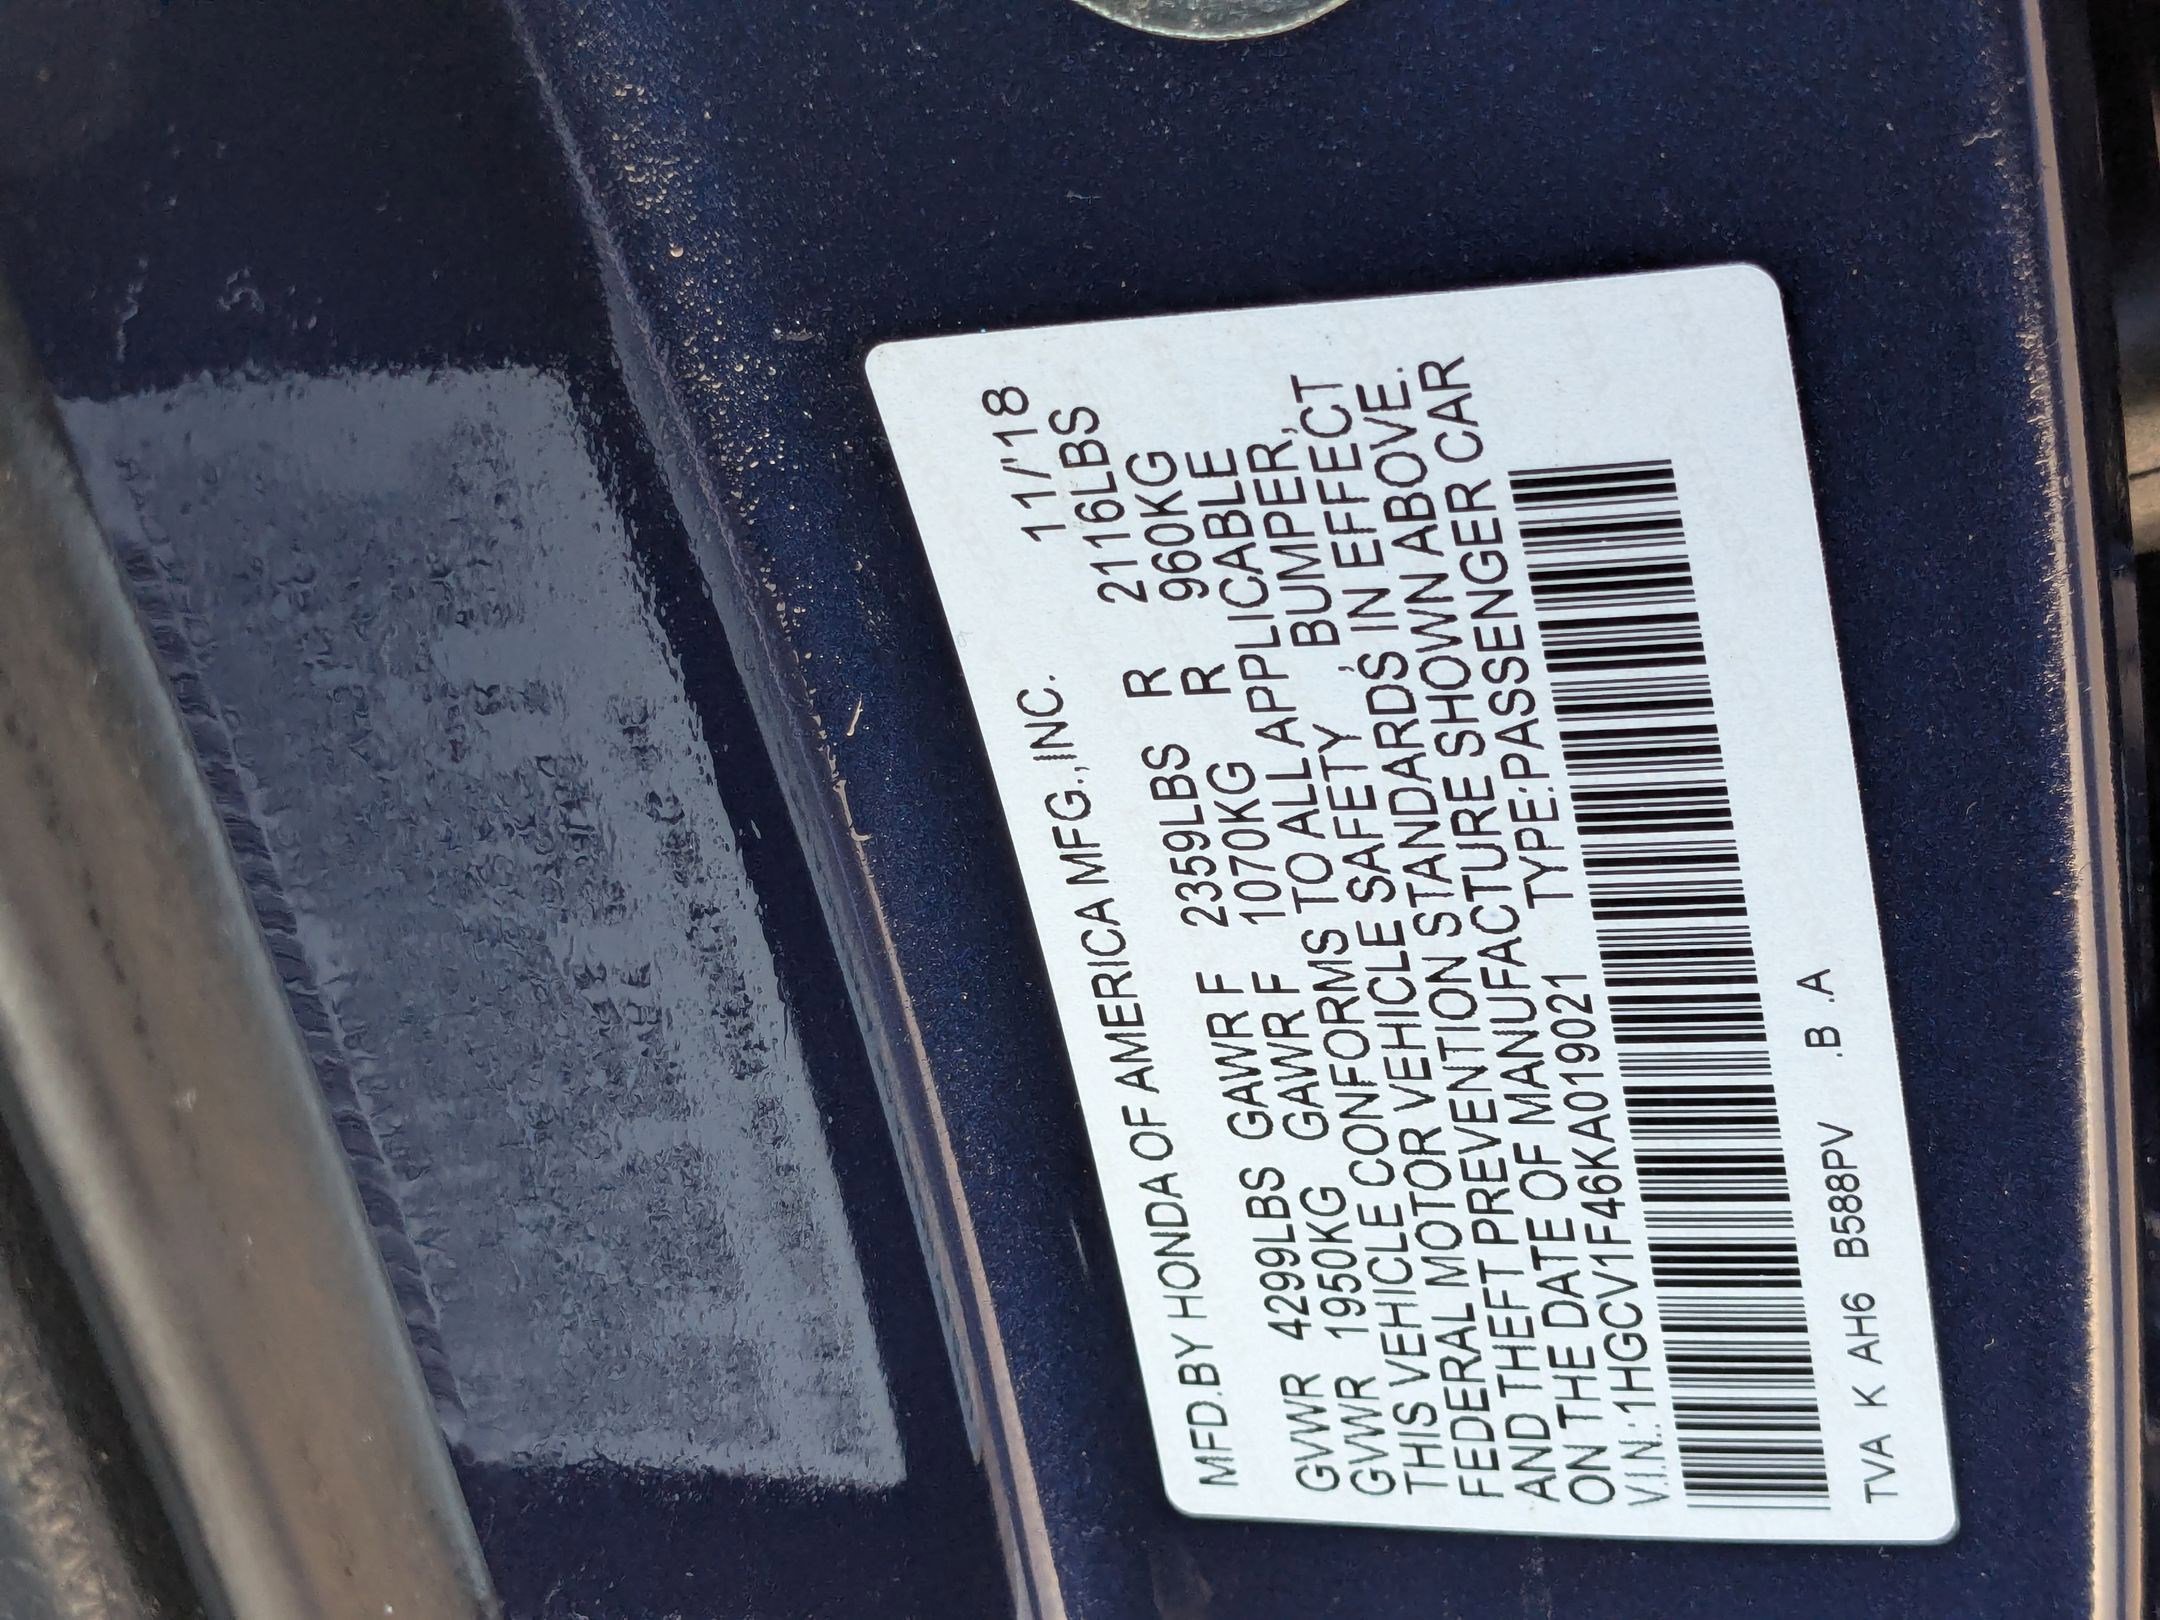 MFD.BY HONDA OF AMERICA MFG.,INC. 11/'18
GVWR 4299LBS GAWR F 2359LBS R 2116LBS
GVWR 1950KG GAWR F 1070KG R 960KG
THIS VEHICLE CONFORMS TO ALL APPLICABLE
FEDERAL MOTOR VEHICLE SAFETY, BUMPER,
AND THEFT PREVENTION STANDARDS IN EFFECT
ON THE DATE OF MANUFACTURE SHOWN ABOVE.
V.I.N.:1HGCV1F46KA019021 TYPE:PASSENGER CAR
TVA K AH6 B588PV .B .A